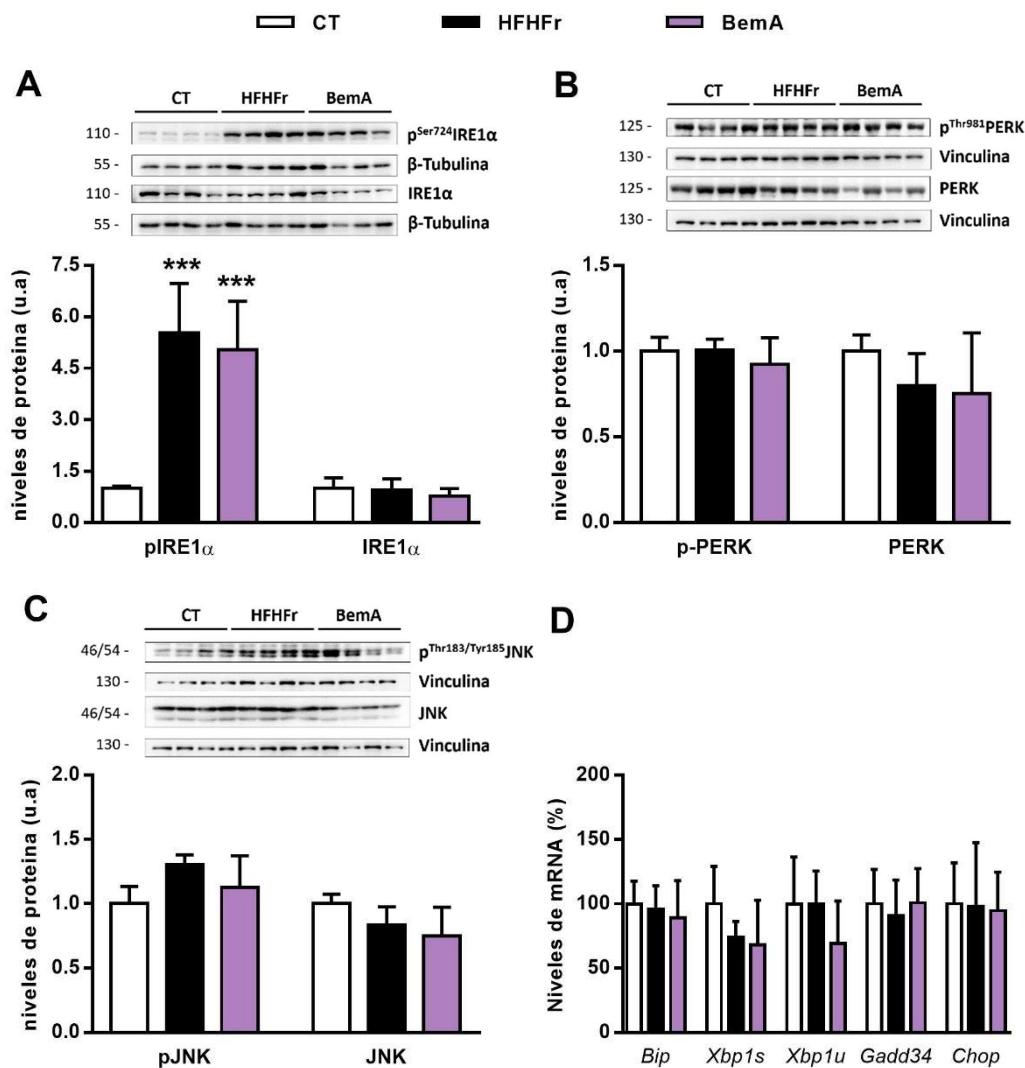 CT HFHFr BemA
A
CT HFHFr BemA
110 - pSer724IRE1α
55 - β-Tubulina
110 - IRE1α
55 - β-Tubulina
niveles de proteina (u.a)
7.5
6.0
4.5
3.0
1.5
0.0
*** ***
pIRE1α IRE1α
B
CT HFHFr BemA
125 - pThr981PERK
130 - Vinculina
125 - PERK
130 - Vinculina
niveles de proteina (u.a)
1.5
1.0
0.5
0.0
p-PERK PERK
C
CT HFHFr BemA
46/54 - pThr183/Tyr185JNK
130 - Vinculina
46/54 - JNK
130 - Vinculina
niveles de proteina (u.a)
2.0
1.5
1.0
0.5
0.0
pJNK JNK
D
Niveles de mRNA (%)
200
150
100
50
0
Bip Xbp1s Xbp1u Gadd34 Chop